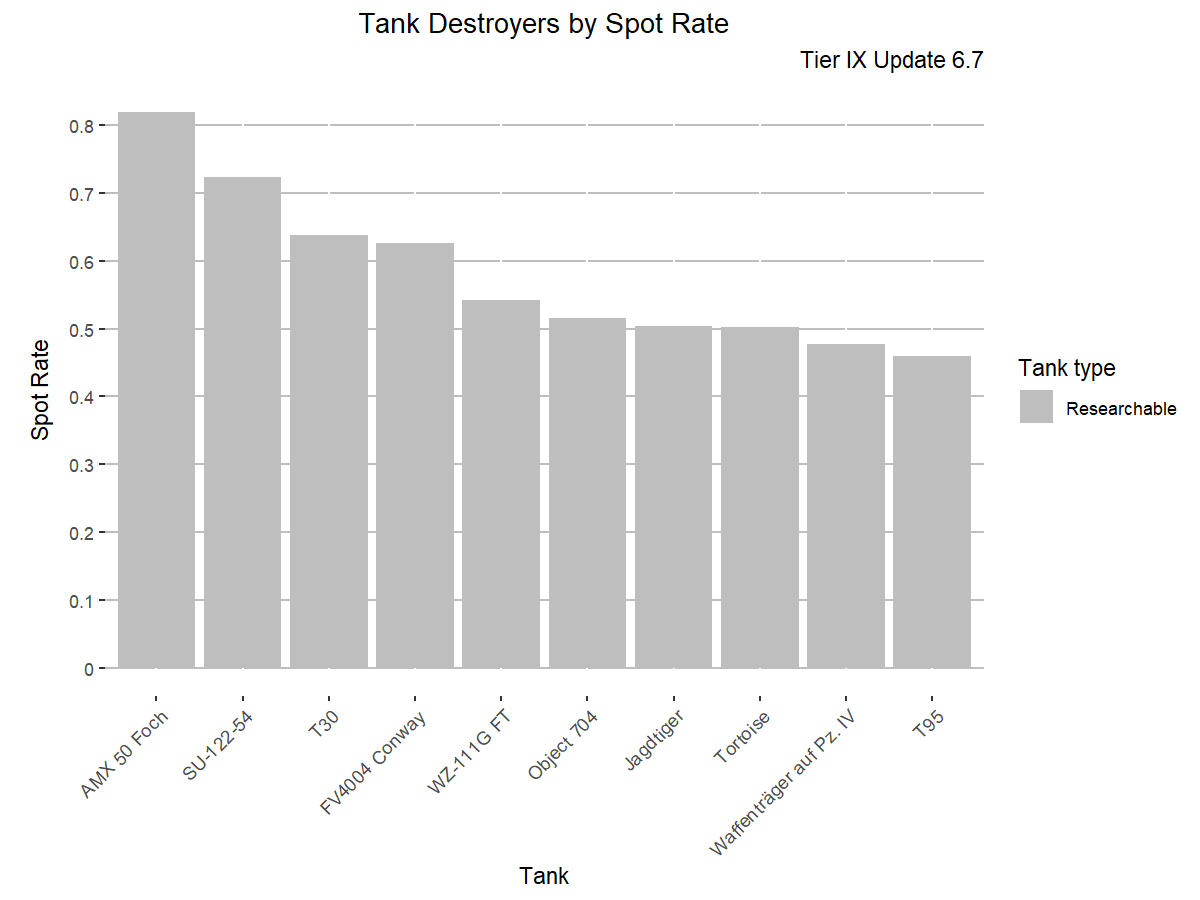 Tank Destroyers by Spot Rate
Tier IX Update 6.7
0.8
0.7
0.6
0.5
0.4
0.3
0.2
0.1
0
Spot Rate
AMX 50 Foch
SU-122-54
T30
FV4004 Conway
WZ-111G FT
Object 704
Jagdtiger
Tortoise
Waffenträger auf Pz. IV
T95
Tank
Tank type
Researchable